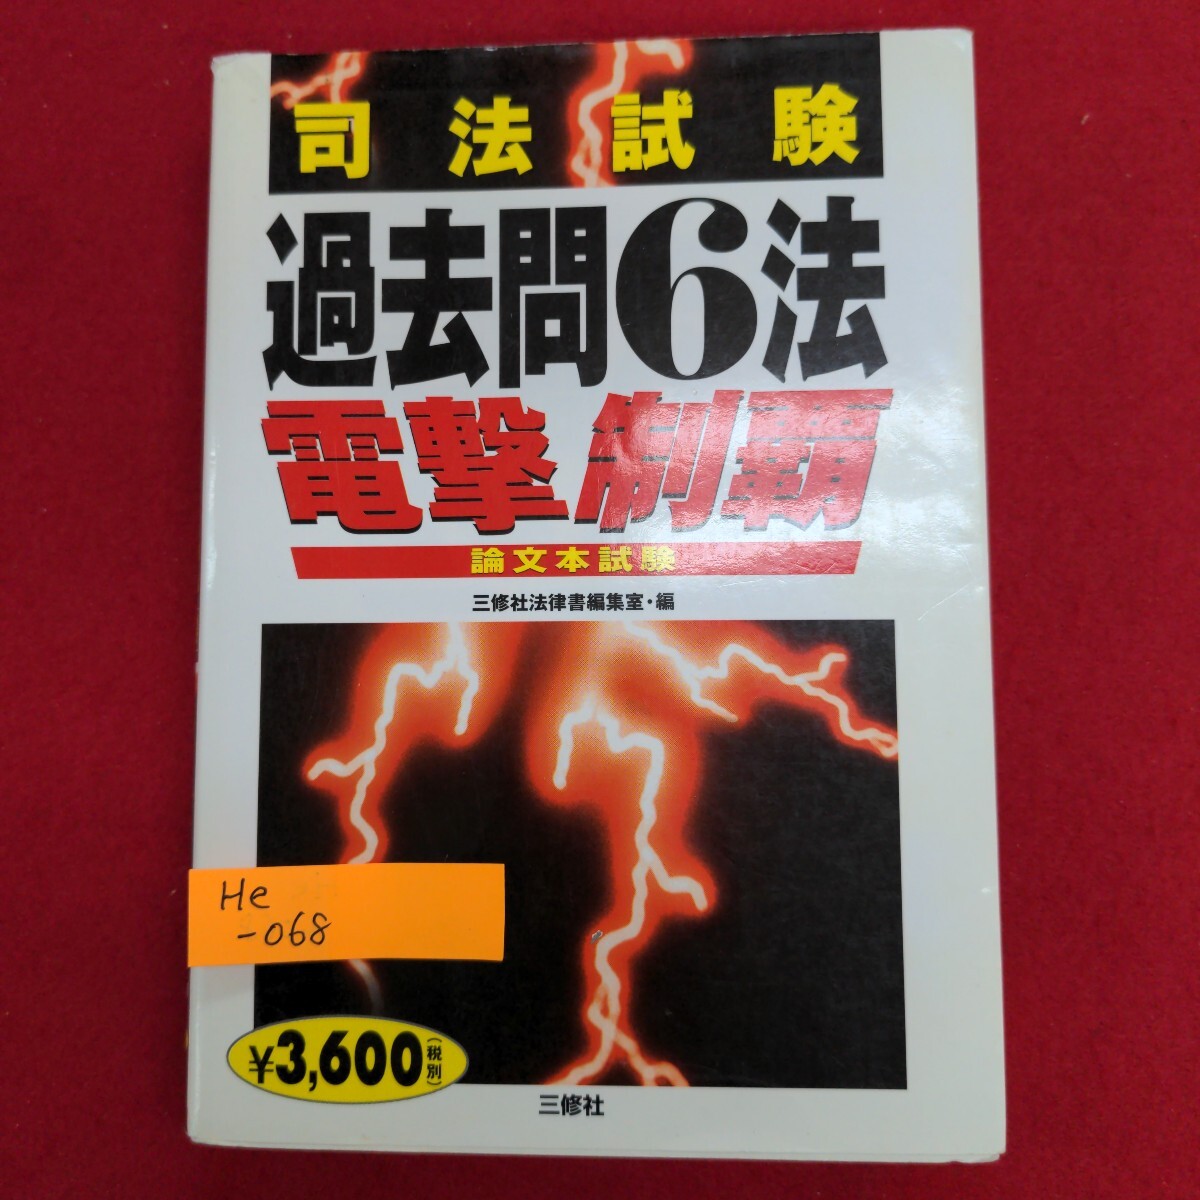 司法試験
過去問6法
電撃制覇
論文本試験
三修社法律書編集室・編
He
-068
¥3,600(税別)
三修社